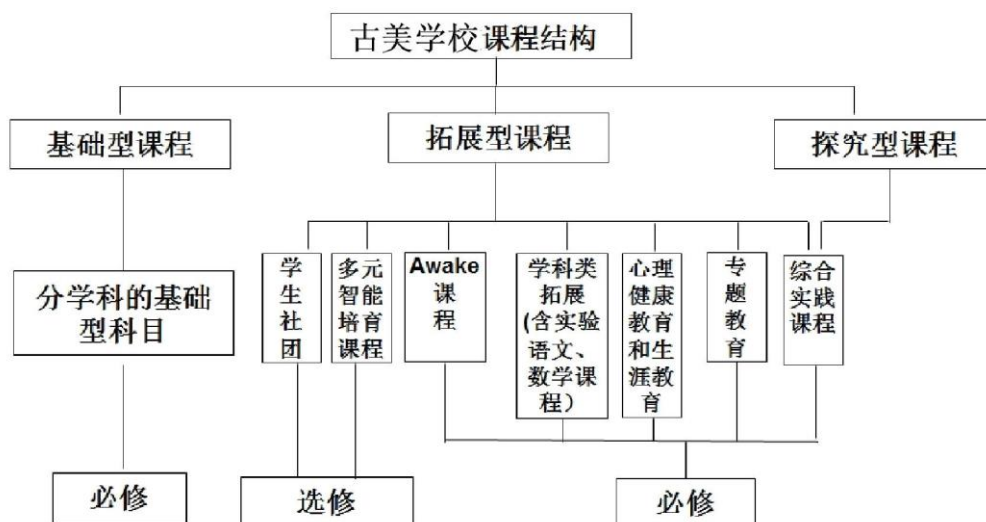 古美学校课程结构
基础型课程
拓展型课程
探究型课程
分学科的基础
型科目
学
生
社
团
多元
智能
培育
课程
Awake
课
程
学科类
拓展
(含实验
语文、
数学课
程）
心理
健康
教育
和生
涯教
育
专
题
教
育
综合
实践
课程
必修
选修
必修